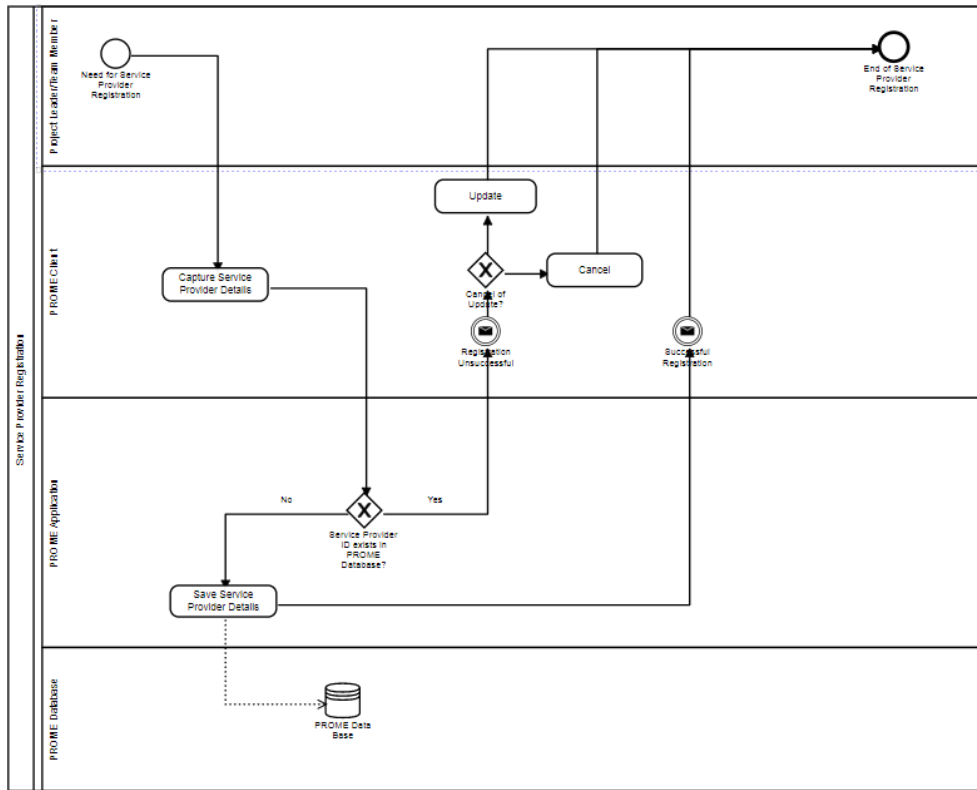 Service Provider Registration
Project Leader/Team Member
Need for Service
Provider
Registration
End of Service
Provider
Registration
PROME Client
Update
Capture Service
Provider Details
Cancel
Cancel of
Update?
Registration
Unsuccessful
Successful
Registration
PROME Application
No
Yes
Service Provider
ID exists in
PROME
Database?
Save Service
Provider Details
PROME Database
PROME Data
Base